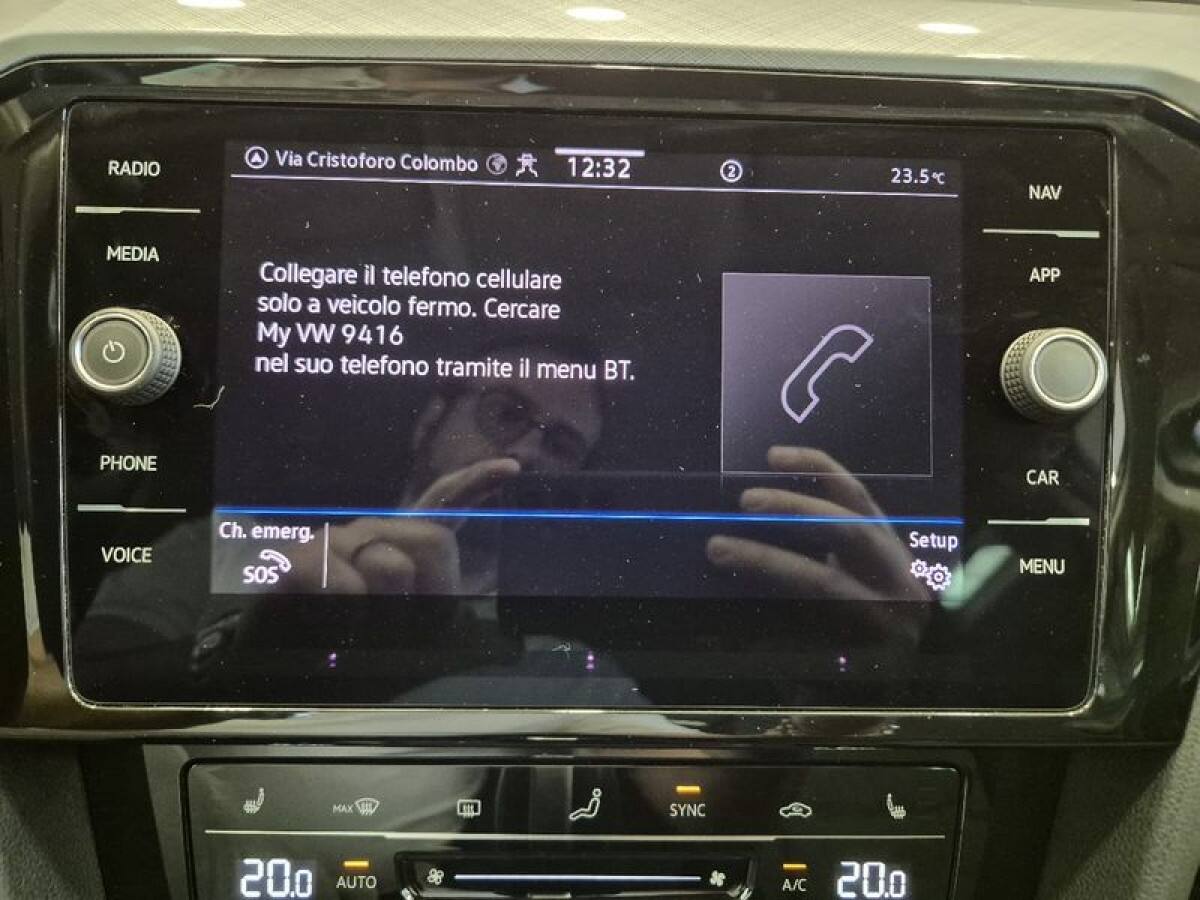 RADIO
MEDIA
PHONE
VOICE
Via Cristoforo Colombo
12:32
2
23.5°C
Collegare il telefono cellulare
solo a veicolo fermo. Cercare
My VW 9416
nel suo telefono tramite il menu BT.
Ch. emerg.
SOS
Setup
NAV
APP
CAR
MENU
MAX
SYNC
20.0
AUTO
A/C
20.0